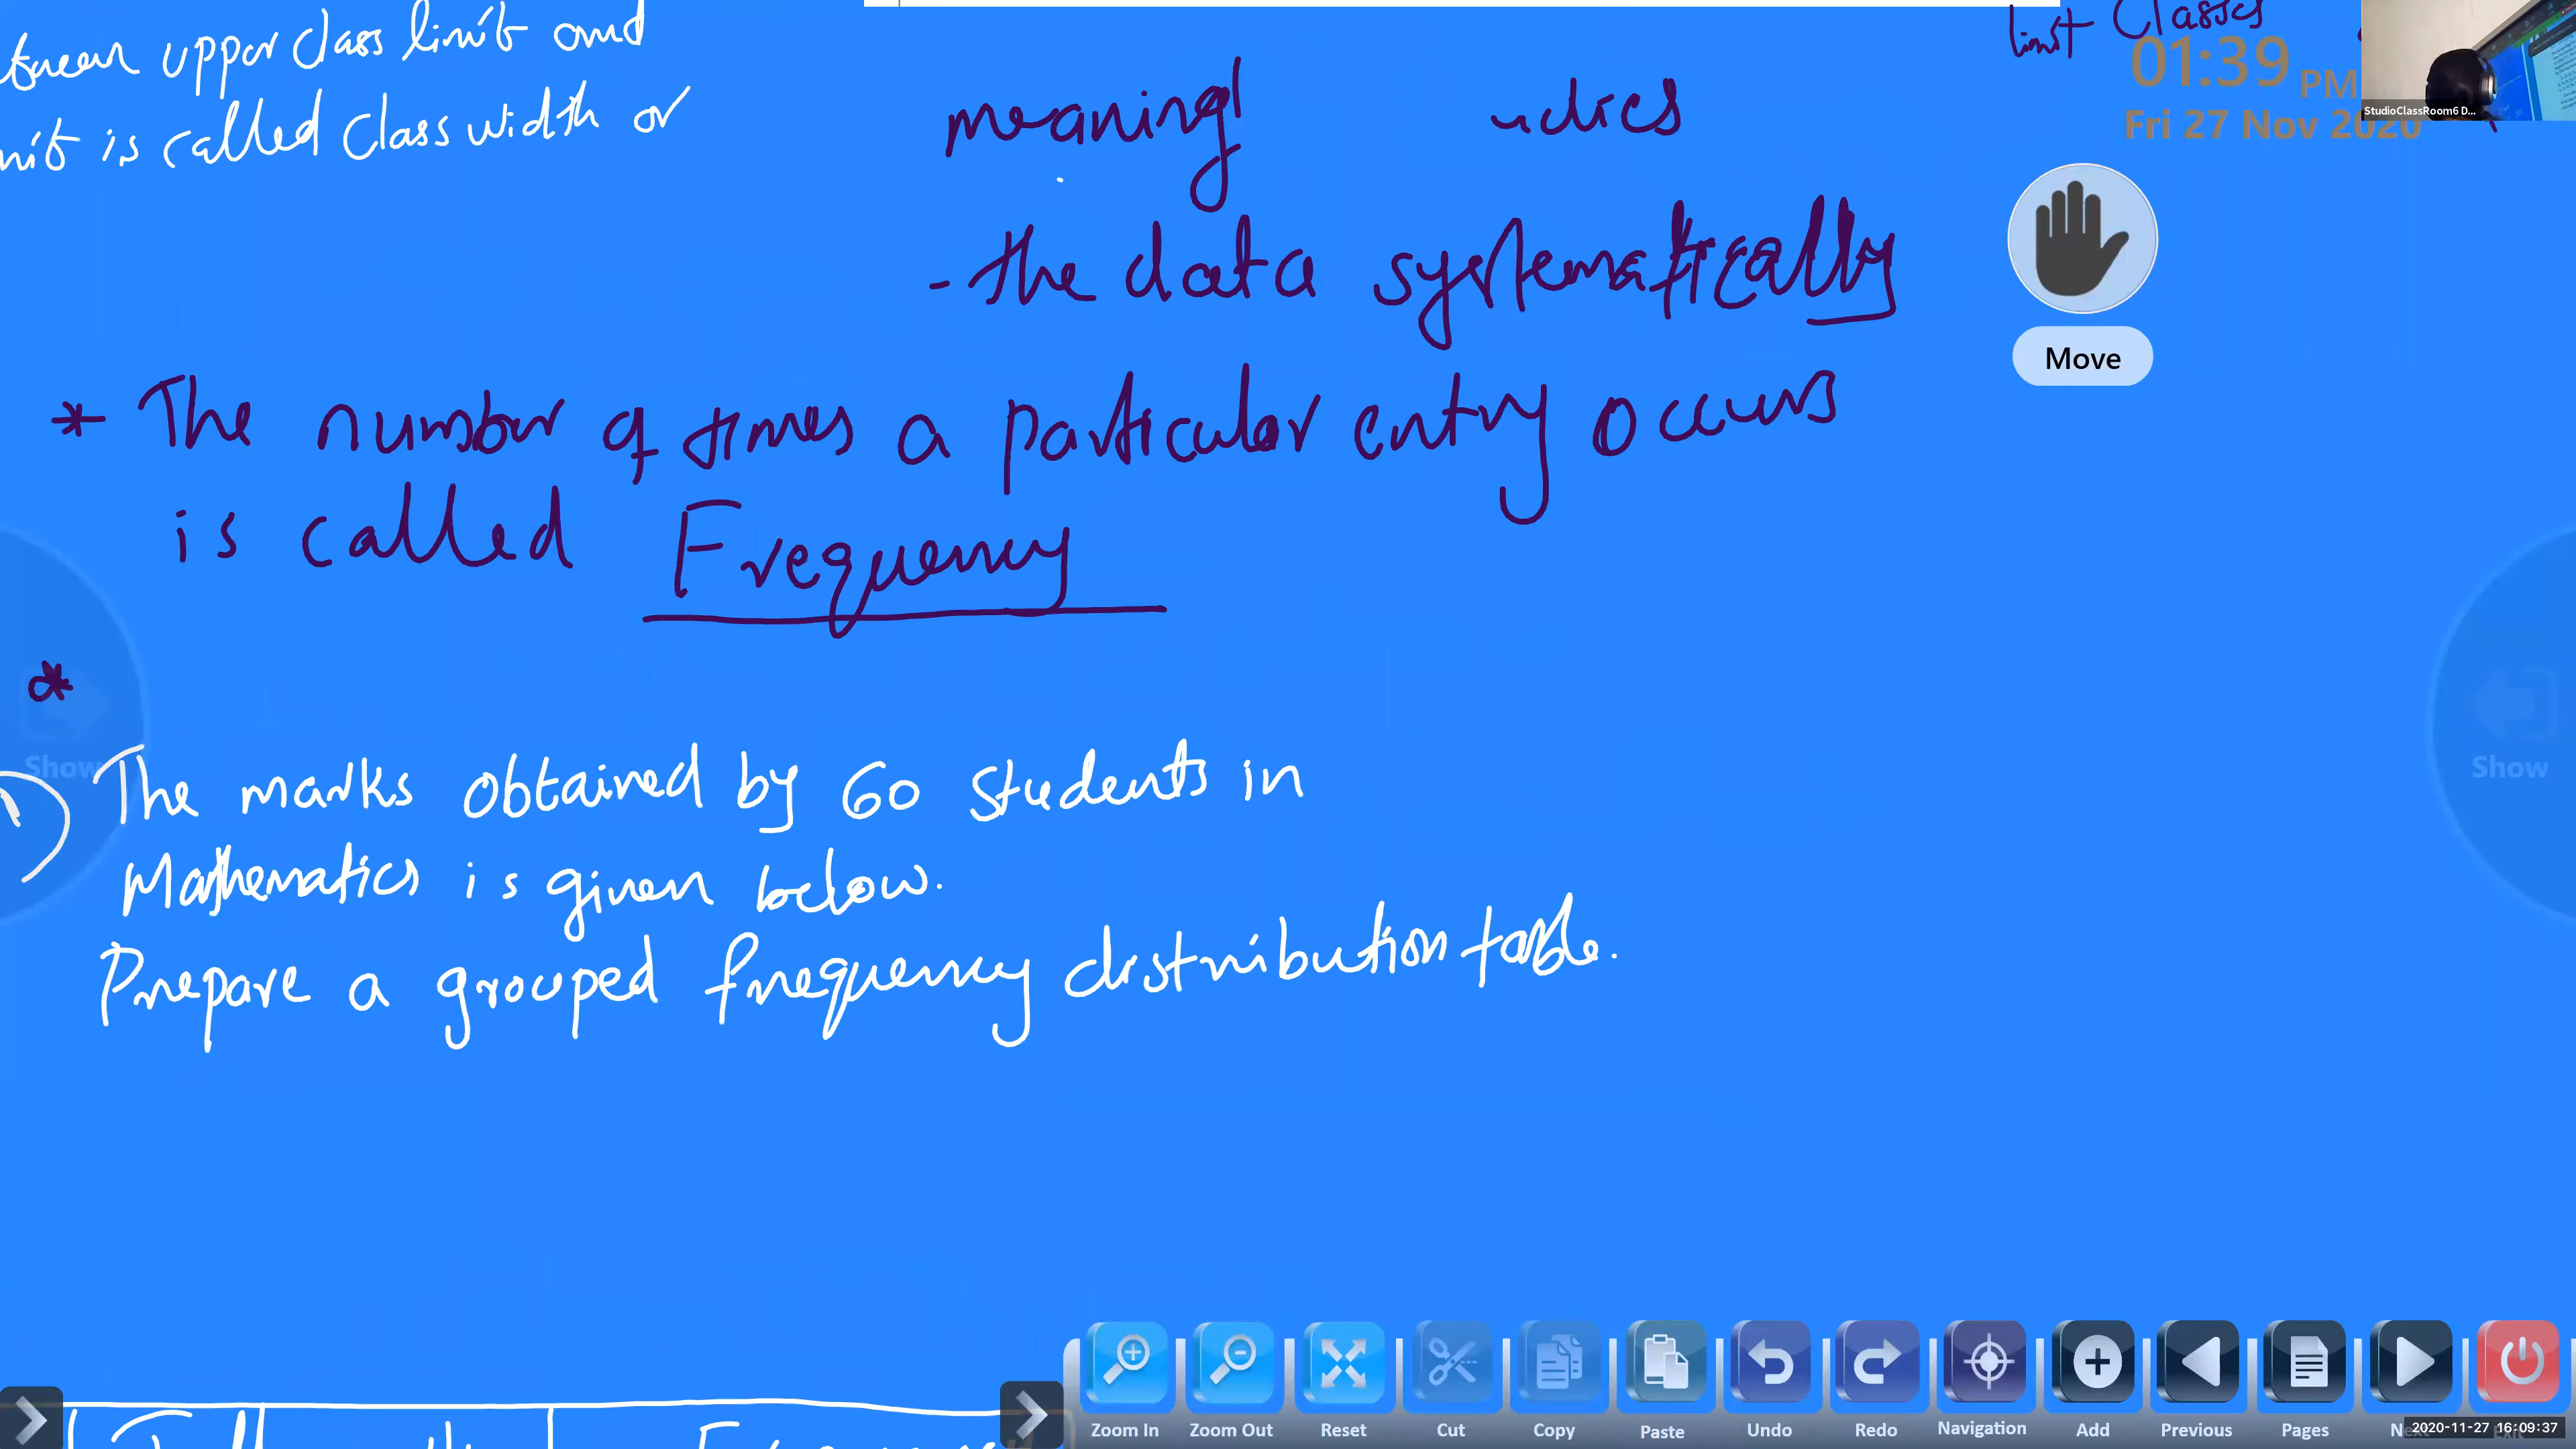 upper class limit and
is called class width or
limit Classes
01:39 PM
Fri 27 Nov 2020
StudioClassRoom6 D...
meaning
- the data systematically
Move
* The number of times a particular entry occurs
is called Frequency
*
Show
Show
The marks obtained by 60 students in
Mathematics is given below.
Prepare a grouped frequency distribution table.
Zoom In Zoom Out Reset Cut Copy Paste Undo Redo Navigation Add Previous Pages
2020-11-27 16:09:37